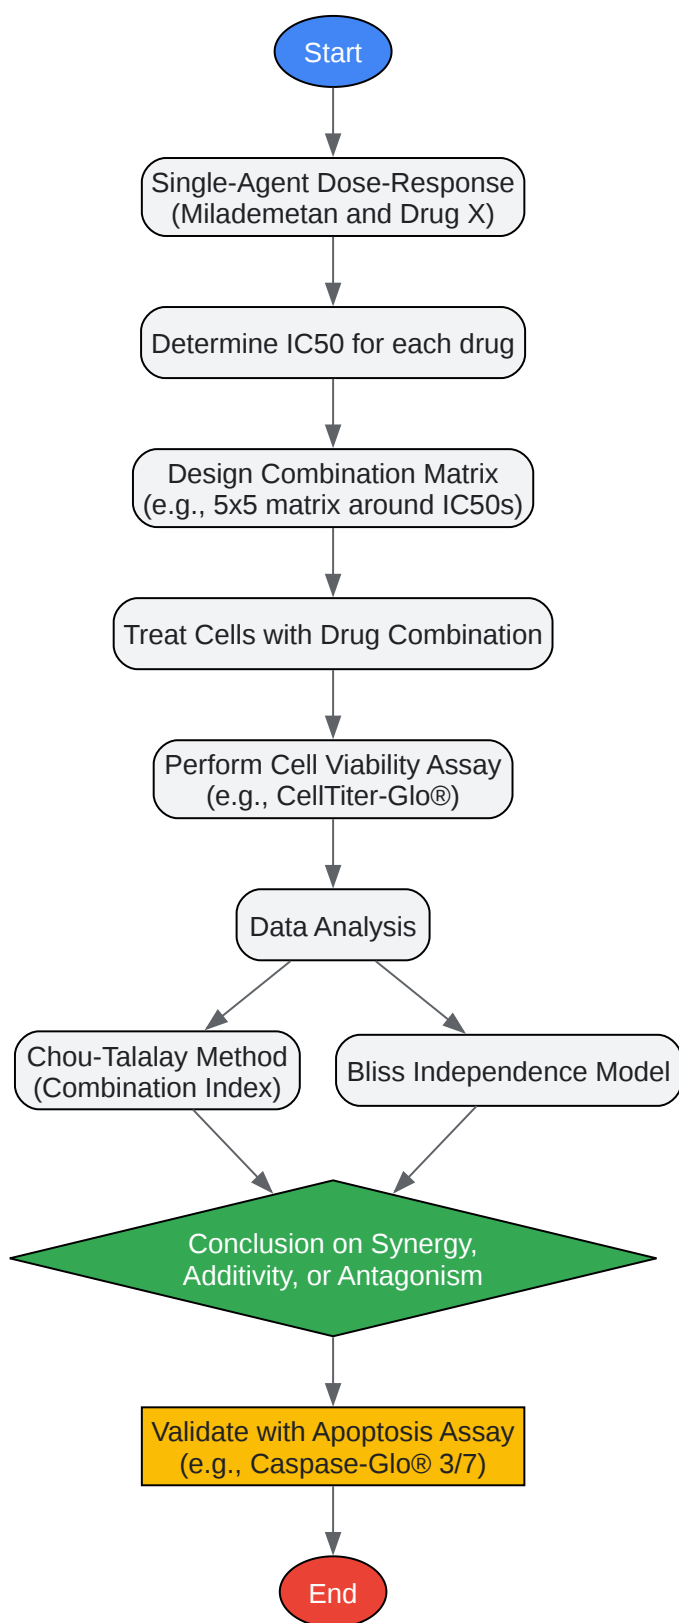 Start
Single-Agent Dose-Response
(Milademetan and Drug X)
Determine IC50 for each drug
Design Combination Matrix
(e.g., 5x5 matrix around IC50s)
Treat Cells with Drug Combination
Perform Cell Viability Assay
(e.g., CellTiter-Glo®)
Data Analysis
Chou-Talalay Method
(Combination Index)
Bliss Independence Model
Conclusion on Synergy,
Additivity, or Antagonism
Validate with Apoptosis Assay
(e.g., Caspase-Glo® 3/7)
End